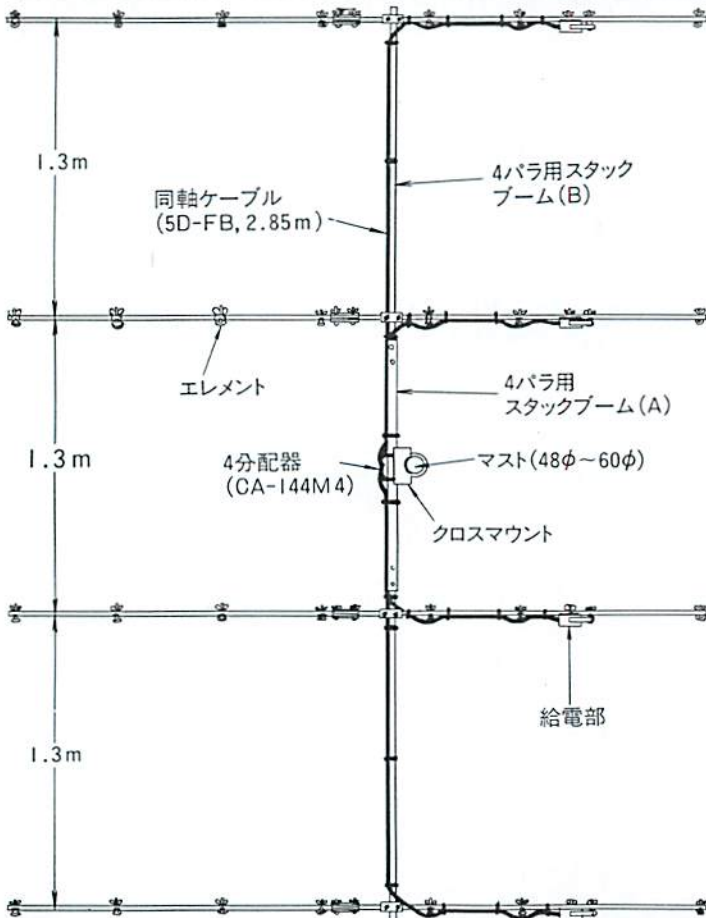 1.3m
4パラ用スタック
ブーム(B)
同軸ケーブル
(5D-FB, 2.85m)
エレメント
4パラ用
スタックブーム(A)
1.3m
4分配器
(CA-144M4)
マスト(48φ~60φ)
クロスマウント
給電部
1.3m